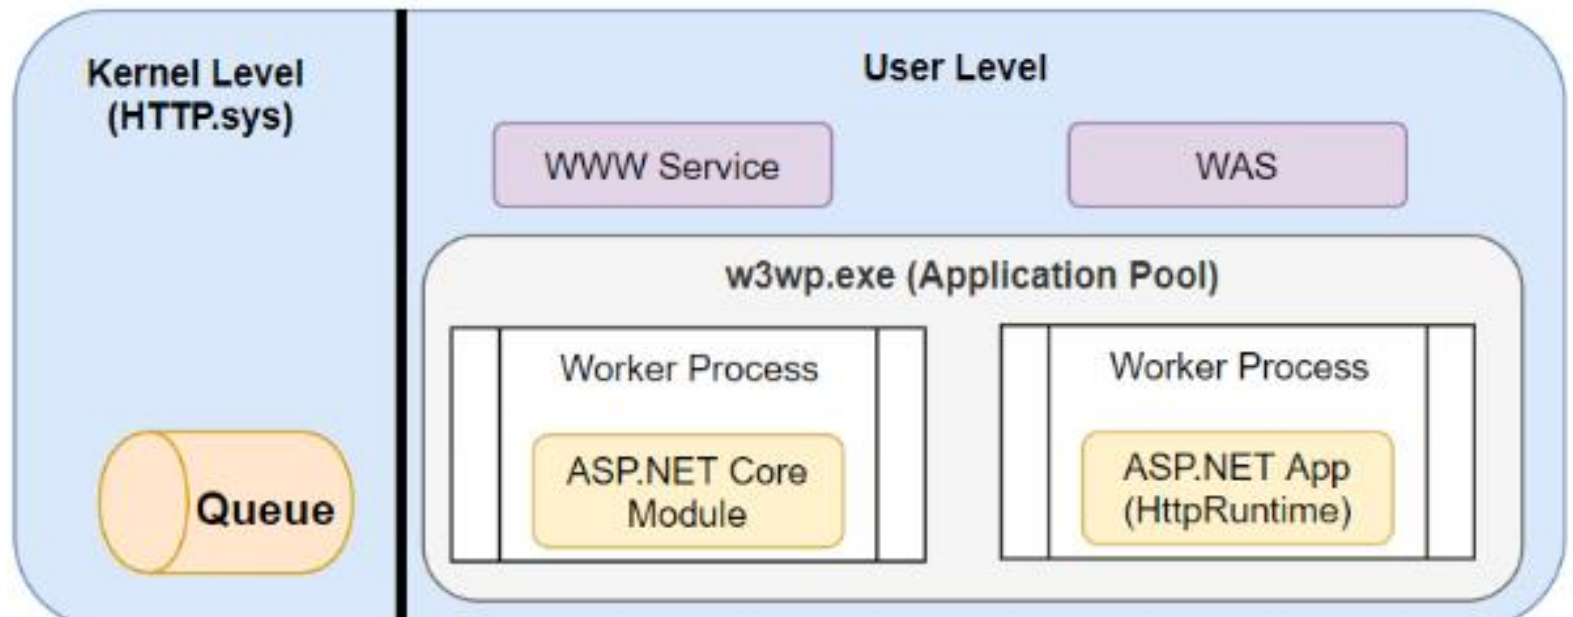 Kernel Level
(HTTP.sys)
User Level
WWW Service
WAS
w3wp.exe (Application Pool)
Worker Process
Worker Process
ASP.NET Core
Module
ASP.NET App
(HttpRuntime)
Queue